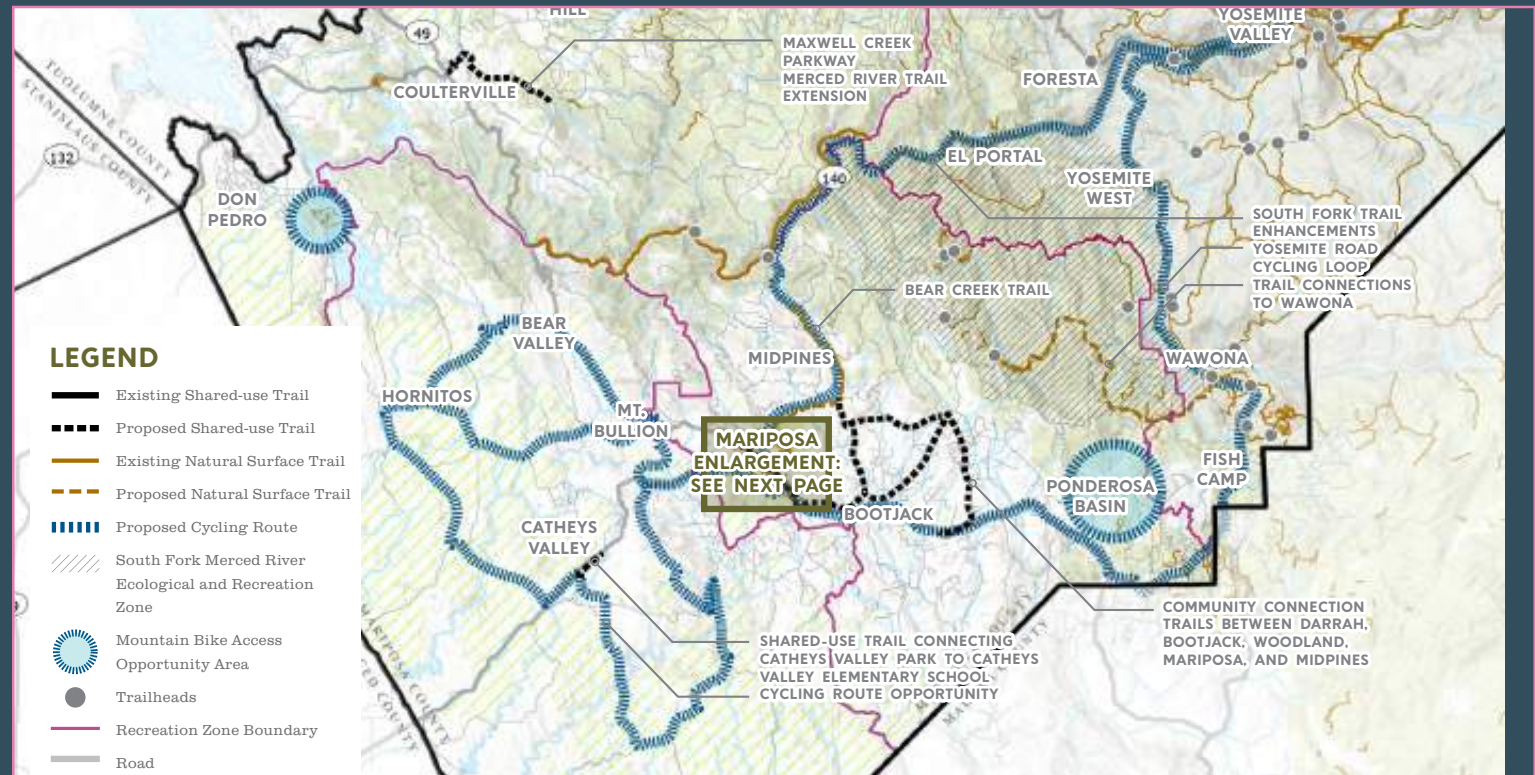 HILL
49
MAXWELL CREEK
PARKWAY
MERCED RIVER TRAIL
EXTENSION
YOSEMITE
VALLEY
FORESTA
COULTERVILLE
TUOLUMNE COUNTY
STANISLAUS COUNTY
132
140
EL PORTAL
YOSEMITE
WEST
DON
PEDRO
SOUTH FORK TRAIL
ENHANCEMENTS
YOSEMITE ROAD
CYCLING LOOP
TRAIL CONNECTIONS
TO WAWONA
BEAR CREEK TRAIL
BEAR
VALLEY
MIDPINES
WAWONA
HORNITOS
MT.
BULLION
MARIPOSA
ENLARGEMENT:
SEE NEXT PAGE
FISH
CAMP
PONDEROSA
BASIN
BOOTJACK
CATHEYS
VALLEY
COMMUNITY CONNECTION
TRAILS BETWEEN DARRAH,
BOOTJACK, WOODLAND,
MARIPOSA, AND MIDPINES
SHARED-USE TRAIL CONNECTING
CATHEYS VALLEY PARK TO CATHEYS
VALLEY ELEMENTARY SCHOOL
CYCLING ROUTE OPPORTUNITY
MARIPOSA COUNTY
LEGEND
Existing Shared-use Trail
Proposed Shared-use Trail
Existing Natural Surface Trail
Proposed Natural Surface Trail
Proposed Cycling Route
South Fork Merced River
Ecological and Recreation
Zone
Mountain Bike Access
Opportunity Area
Trailheads
Recreation Zone Boundary
Road